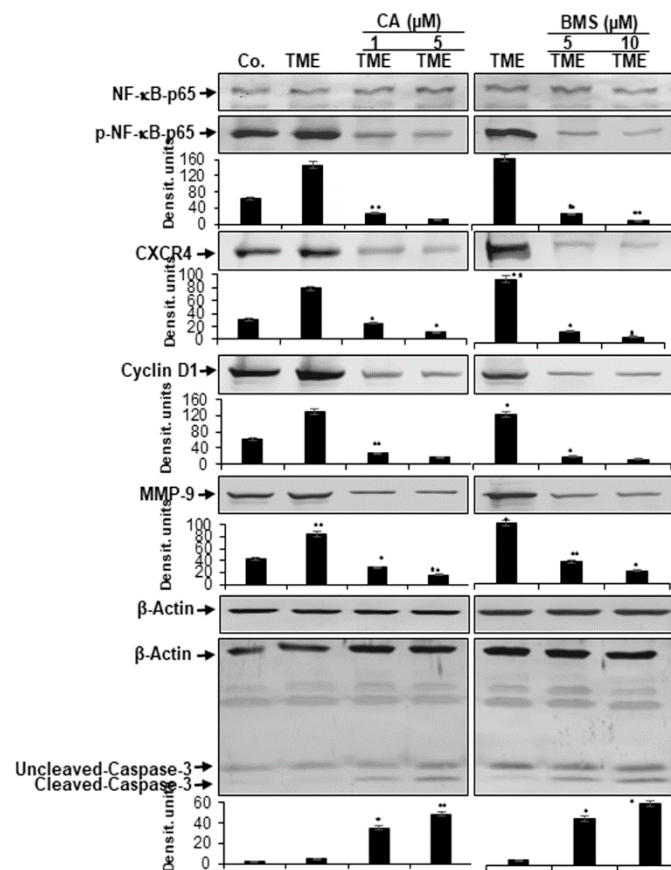 CA (µM) BMS (µM)
1 5 5 10
Co. TME TME TME TME TME TME
NF-κB-p65
p-NF-κB-p65
Densit. units
160
120
80
40
0
** ** **
CXCR4
Densit. units
100
80
60
40
20
0
* * ** * *
Cyclin D1
Densit. units
160
120
80
40
0
** * *
MMP-9
Densit. units
100
80
60
40
20
0
** * ** * ** *
β-Actin
β-Actin
Uncleaved-Caspase-3
Cleaved-Caspase-3
Densit. units
60
40
20
0
* ** * *